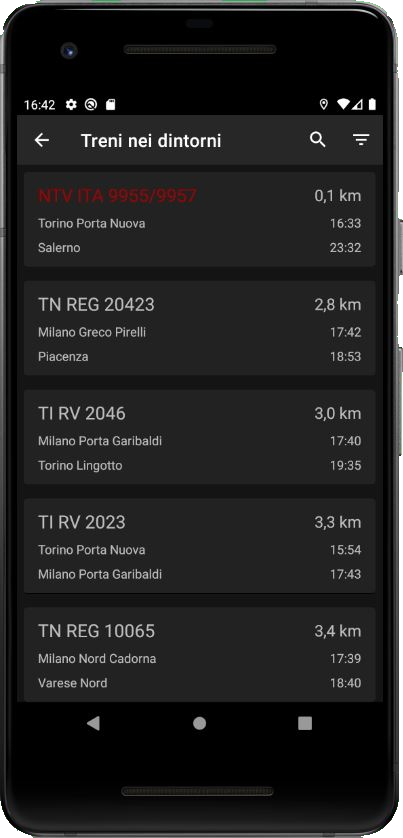 16:42
Treni nei dintorni
NTV ITA 9955/9957 0,1 km
Torino Porta Nuova 16:33
Salerno 23:32
TN REG 20423 2,8 km
Milano Greco Pirelli 17:42
Piacenza 18:53
TI RV 2046 3,0 km
Milano Porta Garibaldi 17:40
Torino Lingotto 19:35
TI RV 2023 3,3 km
Torino Porta Nuova 15:54
Milano Porta Garibaldi 17:43
TN REG 10065 3,4 km
Milano Nord Cadorna 17:39
Varese Nord 18:40